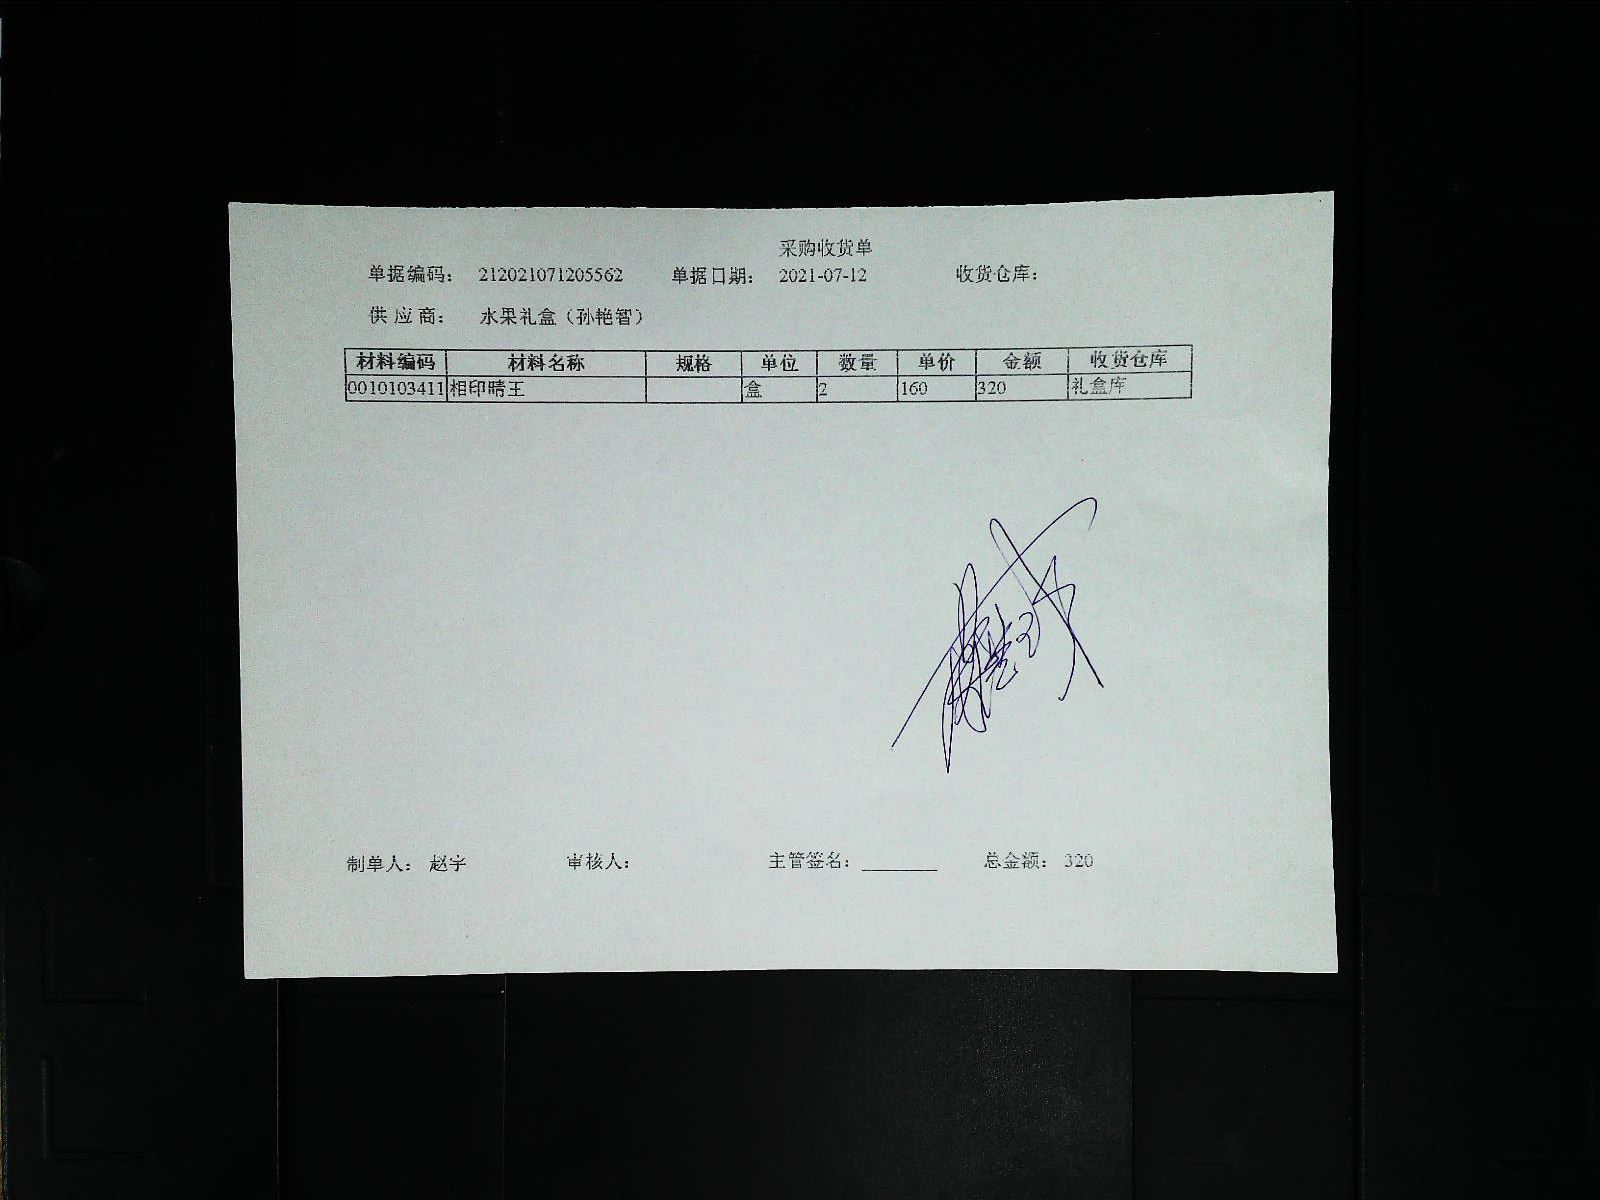 采购收货单
单据编码： 212021071205562 单据日期： 2021-07-12 收货仓库：
供应商： 水果礼盒（孙艳智）
材料编码 材料名称 规格 单位 数量 单价 金额 收货仓库
0010103411 相印晴王 盒 2 160 320 礼盒库
制单人： 赵宇 审核人： 主管签名：________ 总金额： 320